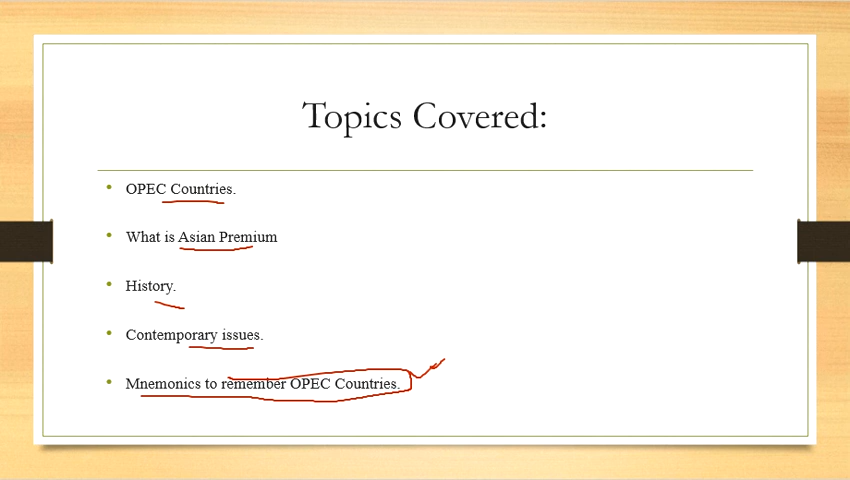 Topics Covered:
• OPEC Countries.
• What is Asian Premium
• History.
• Contemporary issues.
• Mnemonics to remember OPEC Countries.